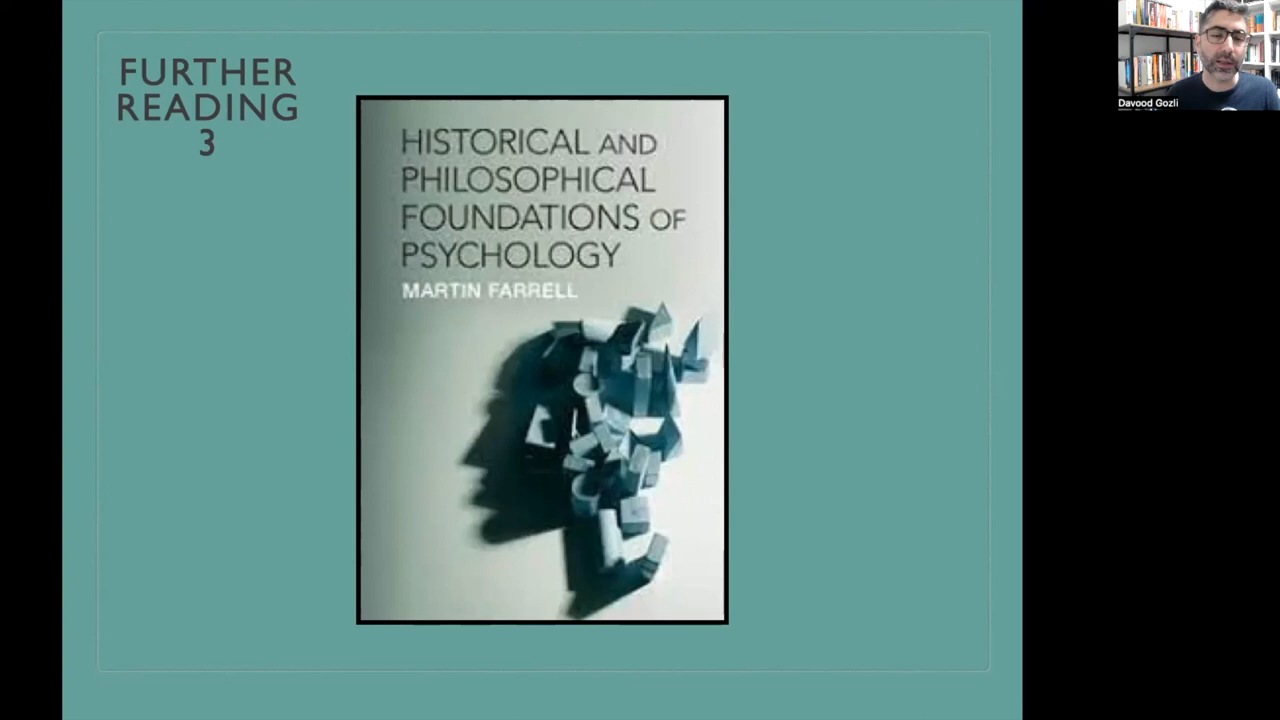 FURTHER
READING
3
HISTORICAL AND
PHILOSOPHICAL
FOUNDATIONS OF
PSYCHOLOGY
MARTIN FARRELL
Davood Gozli